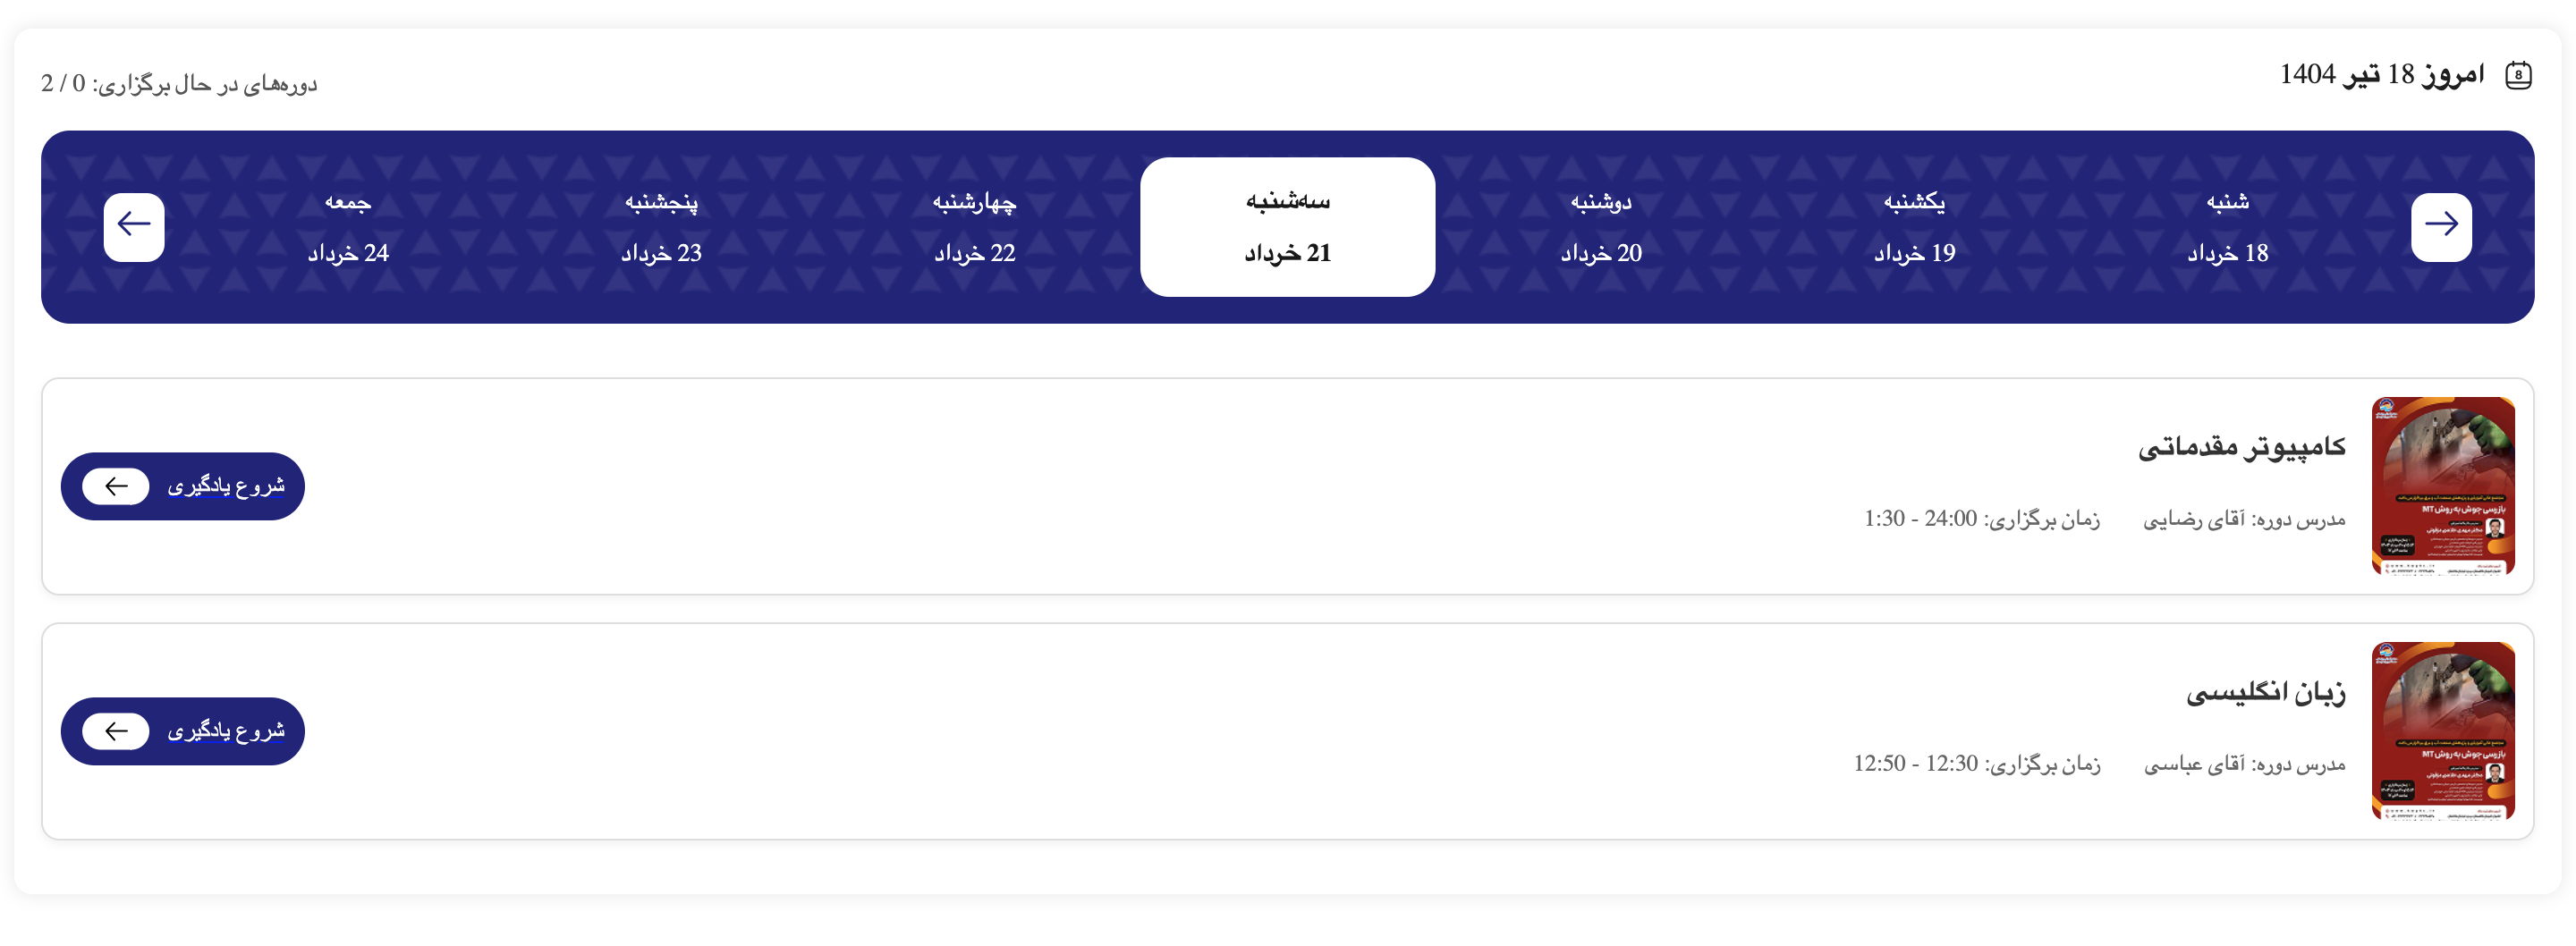 امروز 18 تیر 1404
دوره‌های در حال برگزاری: 0 / 2
شنبه
18 خرداد
یکشنبه
19 خرداد
دوشنبه
20 خرداد
سه‌شنبه
21 خرداد
چهارشنبه
22 خرداد
پنجشنبه
23 خرداد
جمعه
24 خرداد
کامپیوتر مقدماتی
مدرس دوره: آقای رضایی
زمان برگزاری: 24:00 - 1:30
شروع یادگیری
بازرسی جوش به روش MT
زبان انگلیسی
مدرس دوره: آقای عباسی
زمان برگزاری: 12:30 - 12:50
شروع یادگیری
بازرسی جوش به روش MT